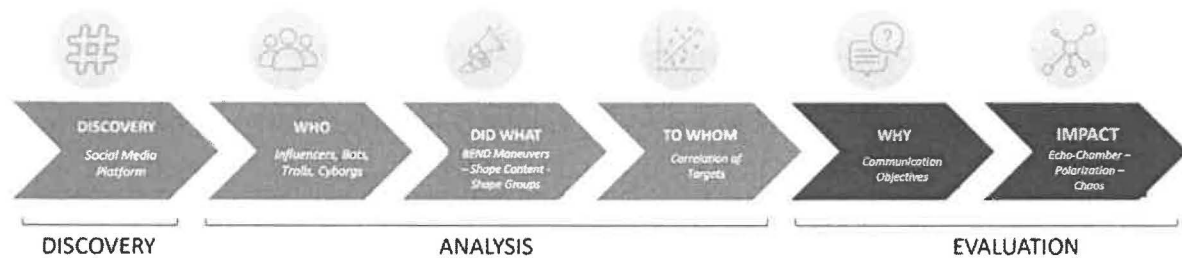 DISCOVERY
Social Media
Platform
WHO
Influencers, Bots,
Trolls, Cyborgs
DID WHAT
BEND Maneuvers
– Shape Content -
Shape Groups
TO WHOM
Correlation of
Targets
WHY
Communication
Objectives
IMPACT
Echo-Chamber –
Polarization –
Chaos
DISCOVERY
ANALYSIS
EVALUATION